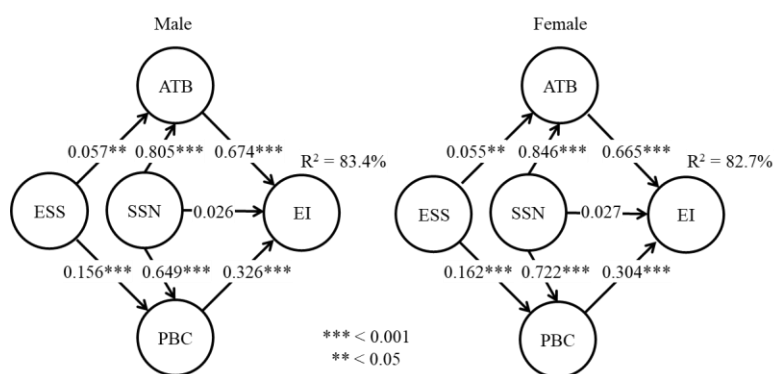 Male
Female
ATB
ATB
0.057** 0.805*** 0.674***
R² = 83.4%
0.055** 0.846*** 0.665***
R² = 82.7%
ESS
SSN
0.026
EI
ESS
SSN
0.027
EI
0.156*** 0.649*** 0.326***
0.162*** 0.722*** 0.304***
PBC
PBC
*** < 0.001
** < 0.05